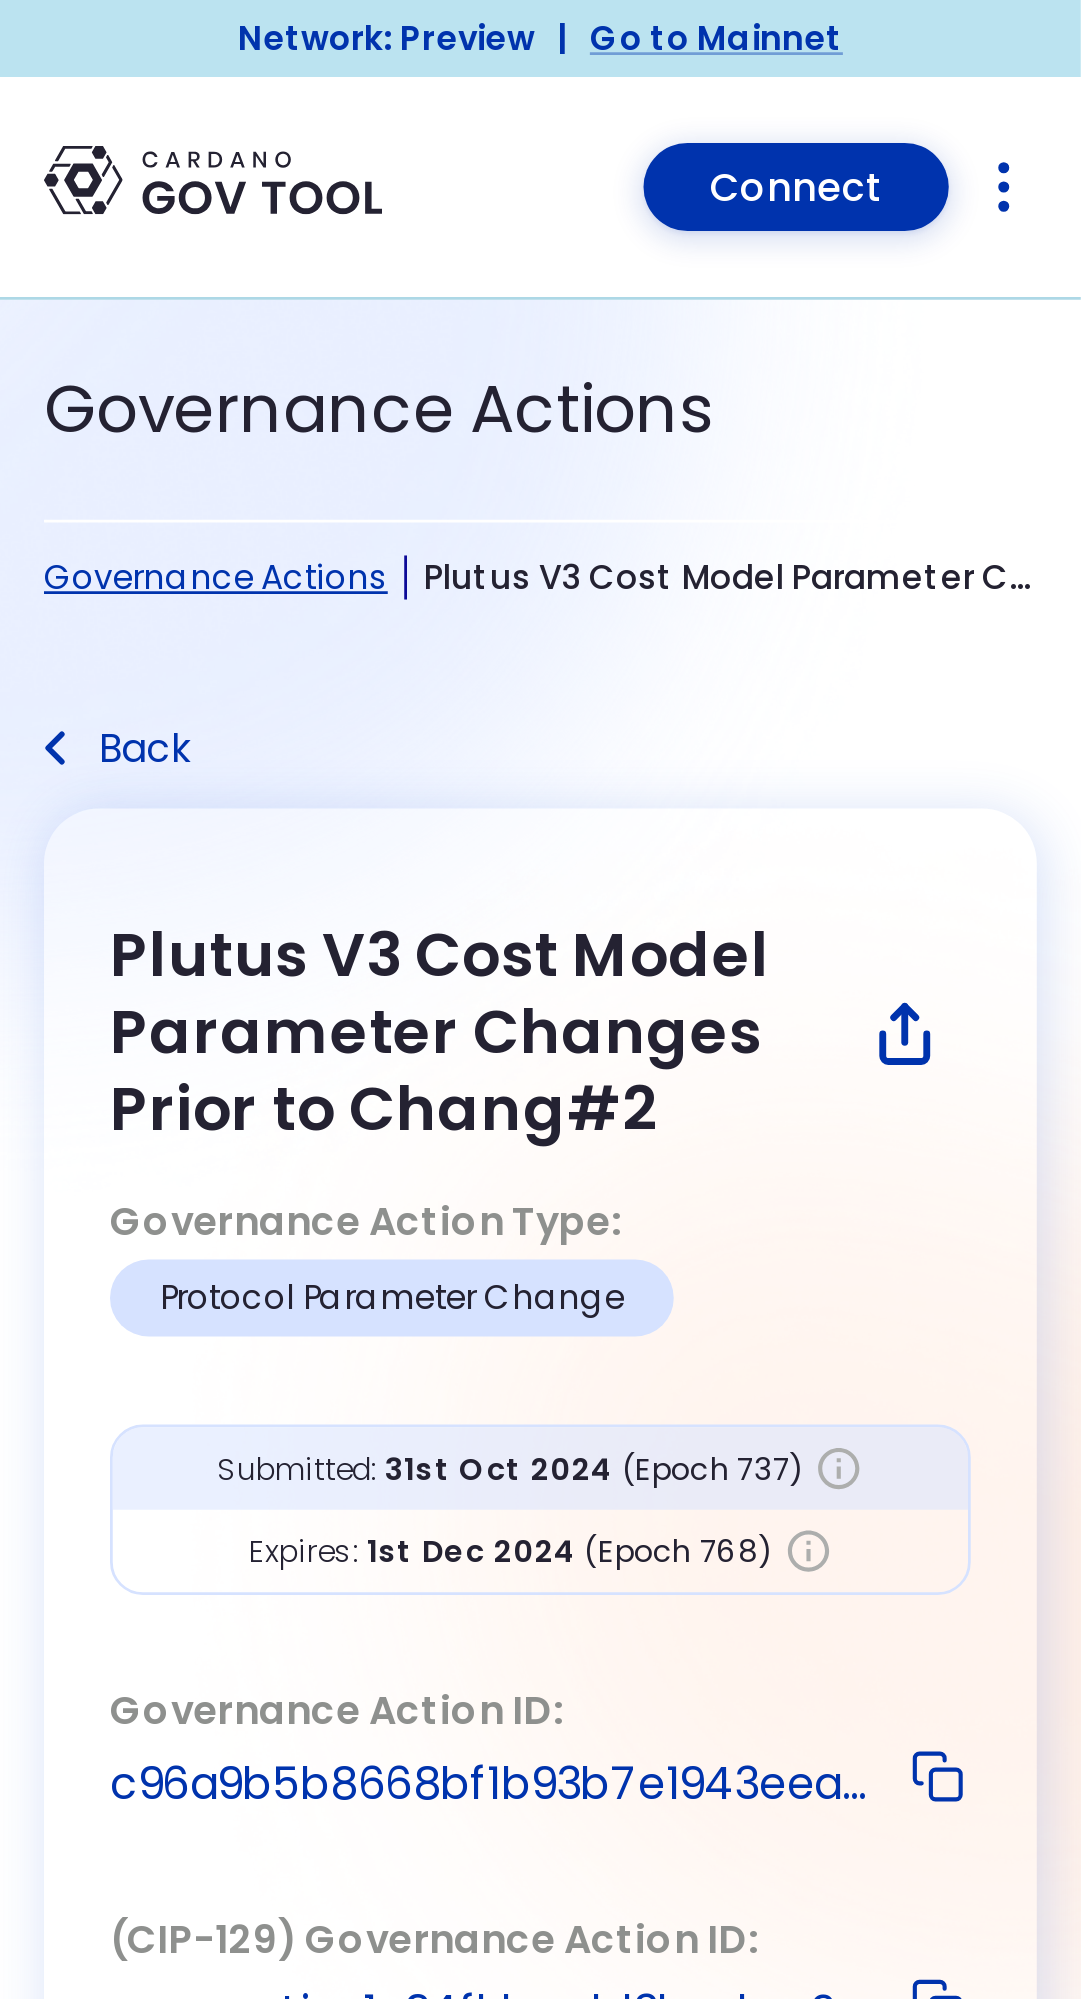 Network: Preview | Go to Mainnet
CARDANO
GOV TOOL
Connect
Governance Actions
Governance Actions | Plutus V3 Cost Model Parameter C...
Back
Plutus V3 Cost Model
Parameter Changes
Prior to Chang#2
Governance Action Type:
Protocol Parameter Change
Submitted: 31st Oct 2024 (Epoch 737)
Expires: 1st Dec 2024 (Epoch 768)
Governance Action ID:
c96a9b5b8668bf1b93b7e1943eea...
(CIP-129) Governance Action ID: